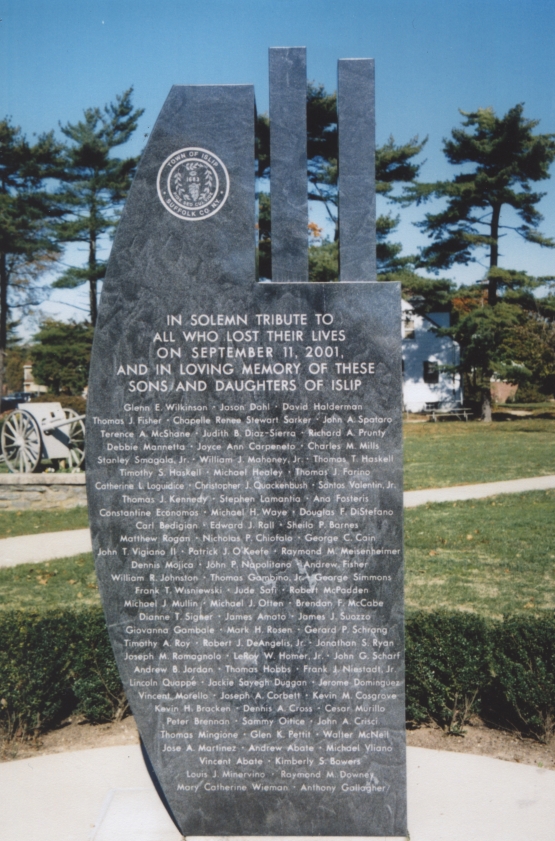 TOWN OF ISLIP
1683
SUFFOLK CO NY
IN SOLEMN TRIBUTE TO
ALL WHO LOST THEIR LIVES
ON SEPTEMBER 11, 2001,
AND IN LOVING MEMORY OF THESE
SONS AND DAUGHTERS OF ISLIP
Glenn E. Wilkinson • Jason Dahl • David Halderman
Thomas J. Fisher • Chapelle Renee Stewart Sarker • John A. Spataro
Terence A. McShane • Judith B. Diaz-Sierra • Richard A. Prunty
Debbie Mannetta • Joyce Ann Carpeneto • Charles M. Mills
Stanley Smagala, Jr. • William J. Mahoney, Jr. • Thomas T. Haskell
Timothy S. Haskell • Michael Healey • Thomas J. Farino
Catherine L. Loguidice • Christopher J. Quackenbush • Santos Valentin, Jr.
Thomas J. Kennedy • Stephen Lamantia • Ana Fosteris
Constantine Economos • Michael H. Waye • Douglas F. DiStefano
Carl Bedigian • Edward J. Rall • Sheila P. Barnes
Matthew Rogan • Nicholas P. Chiofalo • George C. Cain
John T. Vigiano II • Patrick J. O'Keefe • Raymond M. Meisenheimer
Dennis Mojica • John P. Napolitano • Andrew Fisher
William R. Johnston • Thomas Gambino, Jr. • George Simmons
Frank T. Wisniewski • Jude Safi • Robert McPadden
Michael J. Mullin • Michael J. Otten • Brendan F. McCabe
Dianne T. Signer • James Amato • James J. Suozzo
Giovanna Gambale • Mark H. Rosen • Gerard P. Schrang
Timothy A. Roy • Robert J. DeAngelis, Jr. • Jonathan S. Ryan
Joseph M. Romagnolo • LeRoy W. Homer, Jr. • John G. Scharf
Andrew B. Jordan • Thomas Hobbs • Frank J. Niestadt, Jr.
Lincoln Quappe • Jackie Sayegh Duggan • Jerome Dominguez
Vincent Morello • Joseph A. Corbett • Kevin M. Cosgrove
Kevin H. Bracken • Dennis A. Cross • Cesar Murillo
Peter Brennan • Sammy Oitice • John A. Crisci
Thomas Mingione • Glen K. Pettit • Walter McNeil
Jose A. Martinez • Andrew Abate • Michael Vliano
Vincent Abate • Kimberly S. Bowers
Louis J. Minervino • Raymond M. Downey
Mary Catherine Wieman • Anthony Gallagher